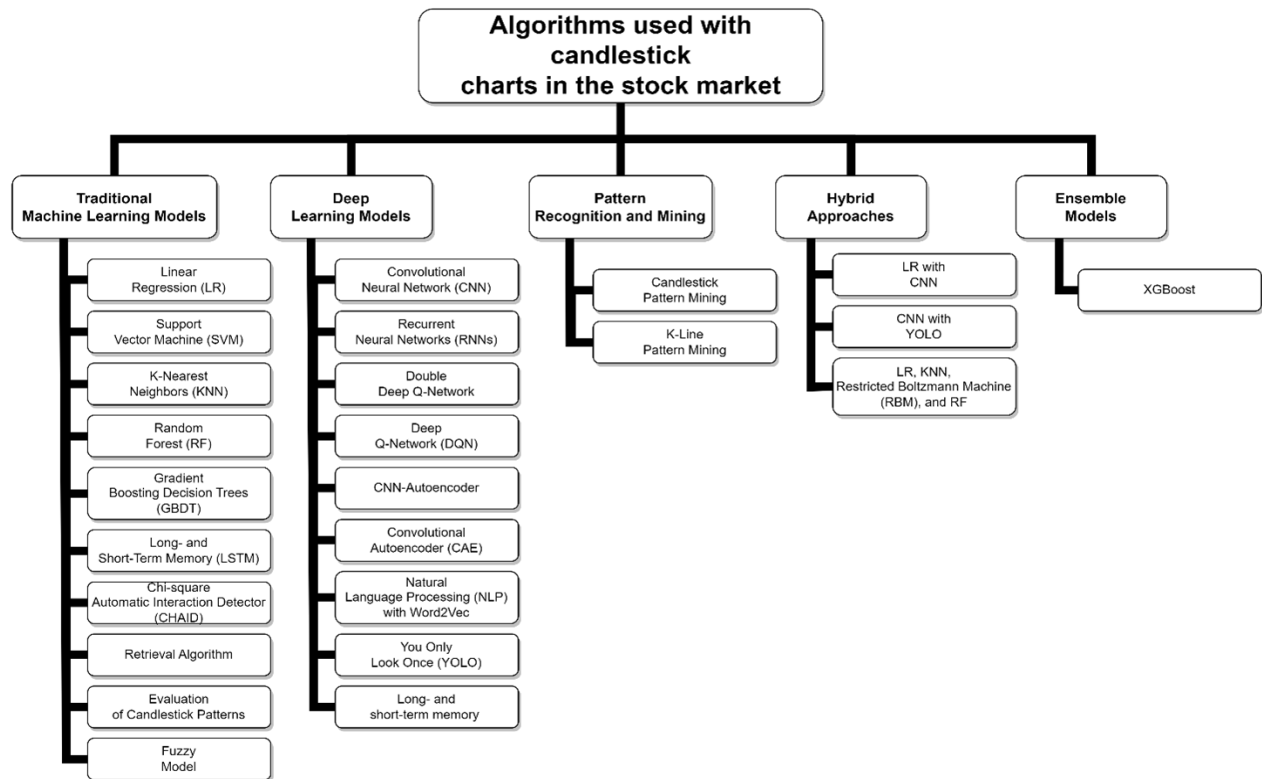 Algorithms used with
candlestick
charts in the stock market
Traditional
Machine Learning Models
Linear
Regression (LR)
Support
Vector Machine (SVM)
K-Nearest
Neighbors (KNN)
Random
Forest (RF)
Gradient
Boosting Decision Trees
(GBDT)
Long- and
Short-Term Memory (LSTM)
Chi-square
Automatic Interaction Detector
(CHAID)
Retrieval Algorithm
Evaluation
of Candlestick Patterns
Fuzzy
Model
Deep
Learning Models
Convolutional
Neural Network (CNN)
Recurrent
Neural Networks (RNNs)
Double
Deep Q-Network
Deep
Q-Network (DQN)
CNN-Autoencoder
Convolutional
Autoencoder (CAE)
Natural
Language Processing (NLP)
with Word2Vec
You Only
Look Once (YOLO)
Long- and
short-term memory
Pattern
Recognition and Mining
Candlestick
Pattern Mining
K-Line
Pattern Mining
Hybrid
Approaches
LR with
CNN
CNN with
YOLO
LR, KNN,
Restricted Boltzmann Machine
(RBM), and RF
Ensemble
Models
XGBoost